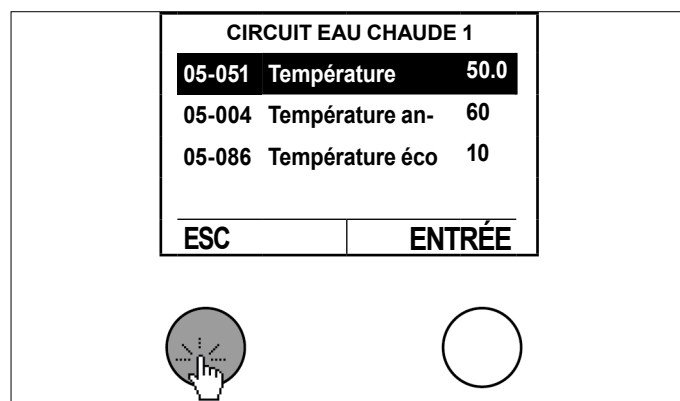 CIRCUIT EAU CHAUDE 1
05-051 Température 50.0
05-004 Température an- 60
05-086 Température éco 10
ESC ENTRÉE